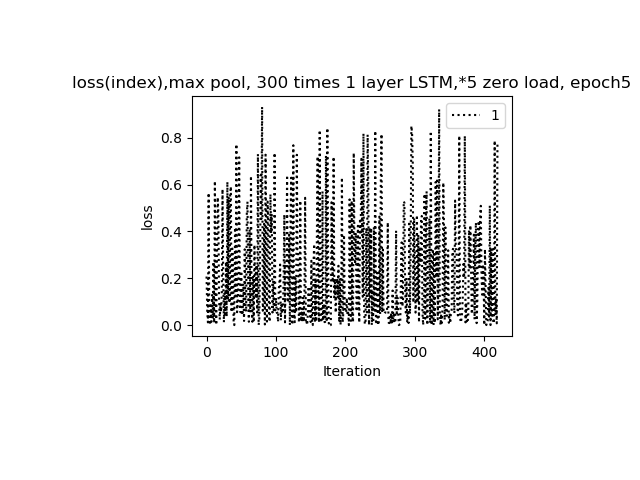 loss(index),max pool, 300 times 1 layer LSTM,*5 zero load, epoch5
1
0.8
0.6
0.4
0.2
0.0
loss
0 100 200 300 400
Iteration